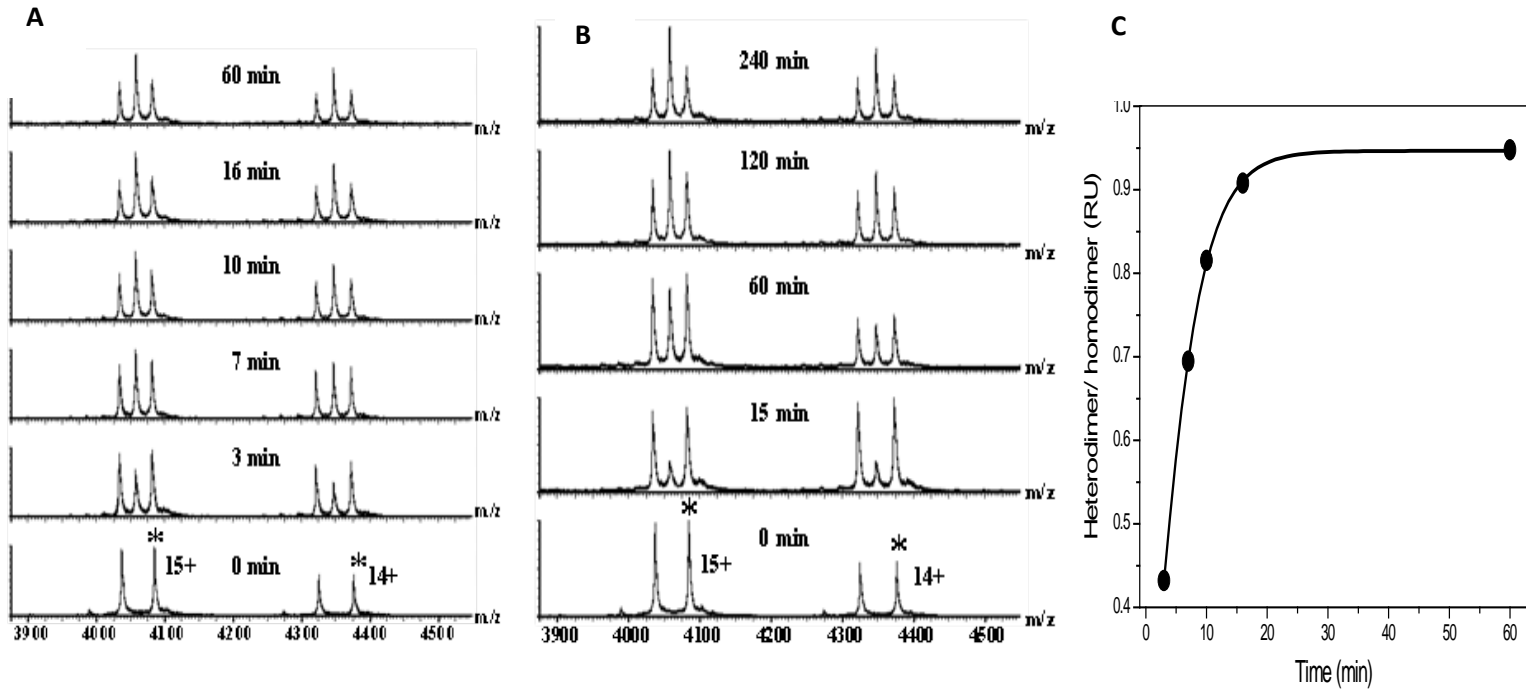 A
60 min
m/z
16 min
m/z
10 min
m/z
7 min
m/z
3 min
m/z
*
*
15+
0 min
14+
m/z
3900 4000 4100 4200 4300 4400 4500
B
240 min
m/z
120 min
m/z
60 min
m/z
15 min
m/z
*
0 min
*
15+
14+
m/z
3900 4000 4100 4200 4300 4400 4500
C
Heterodimer/ homodimer (RU)
1.0
0.9
0.8
0.7
0.6
0.5
0.4
0 10 20 30 40 50 60
Time (min)